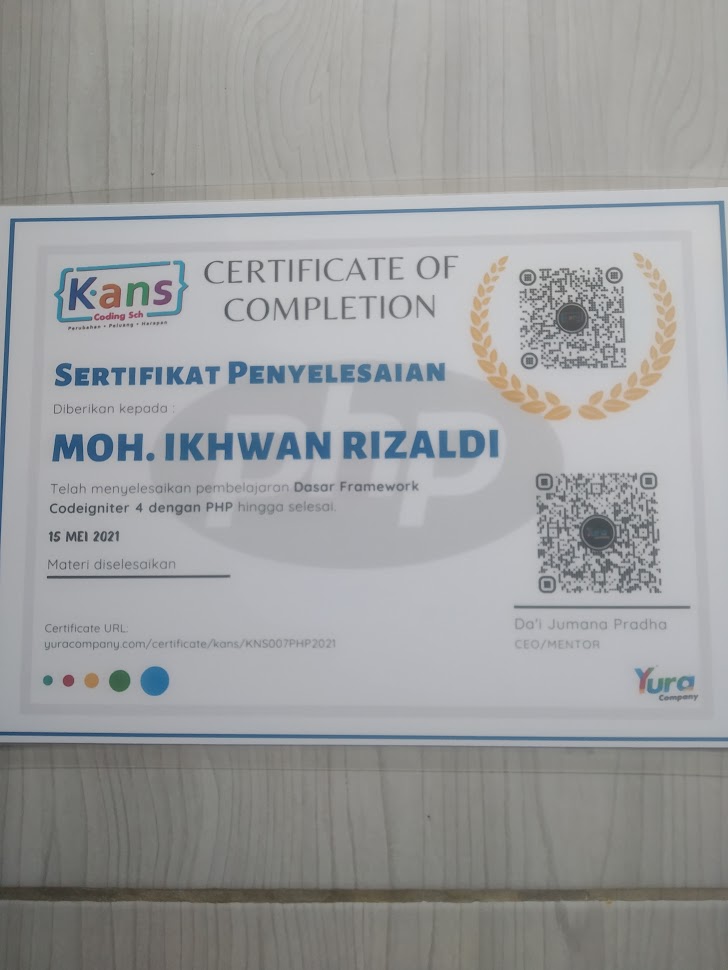 Kans
Coding Sch
Perubahan • Peluang • Harapan
CERTIFICATE OF
COMPLETION
SERTIFIKAT PENYELESAIAN
Diberikan kepada :
MOH. IKHWAN RIZALDI
php
Telah menyelesaikan pembelajaran Dasar Framework
Codeigniter 4 dengan PHP hingga selesai.
15 MEI 2021
Materi diselesaikan
Certificate URL:
yuracompany.com/certificate/kans/KNS007PHP2021
Da'i Jumana Pradha
CEO/MENTOR
Yura
Company